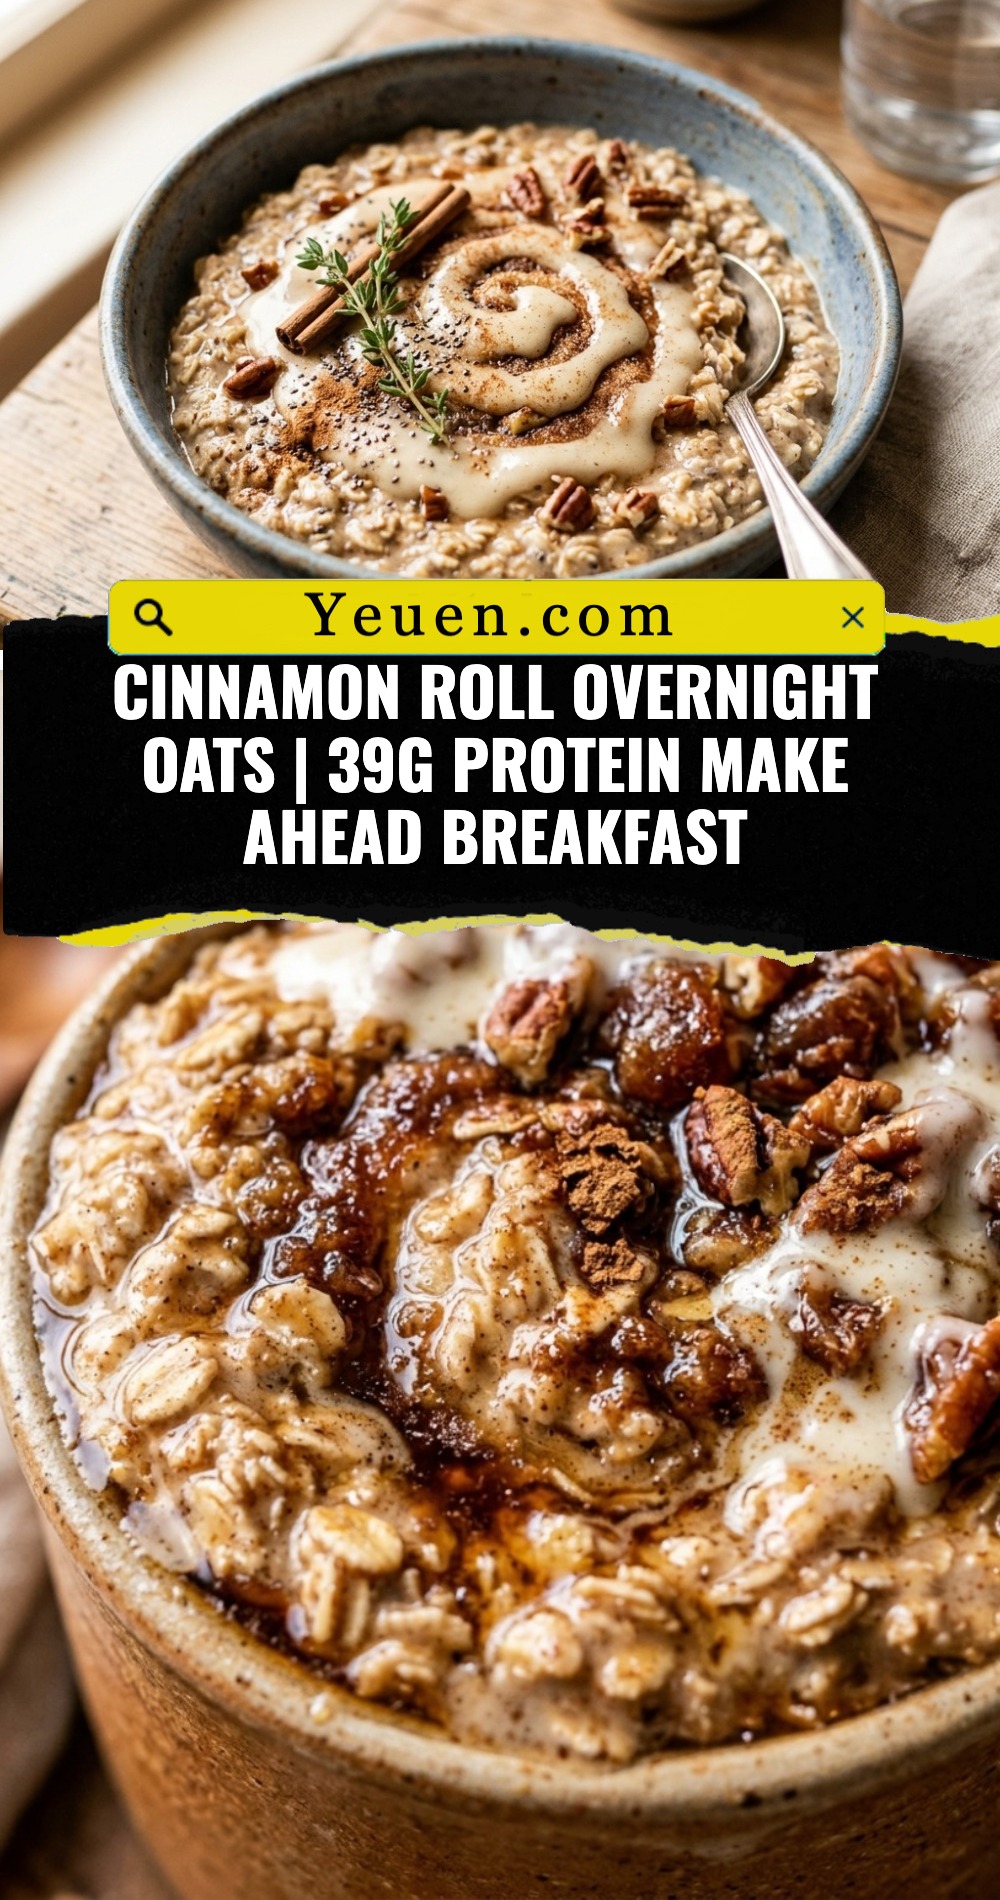 Yeuen.com
CINNAMON ROLL OVERNIGHT
OATS | 39G PROTEIN MAKE
AHEAD BREAKFAST